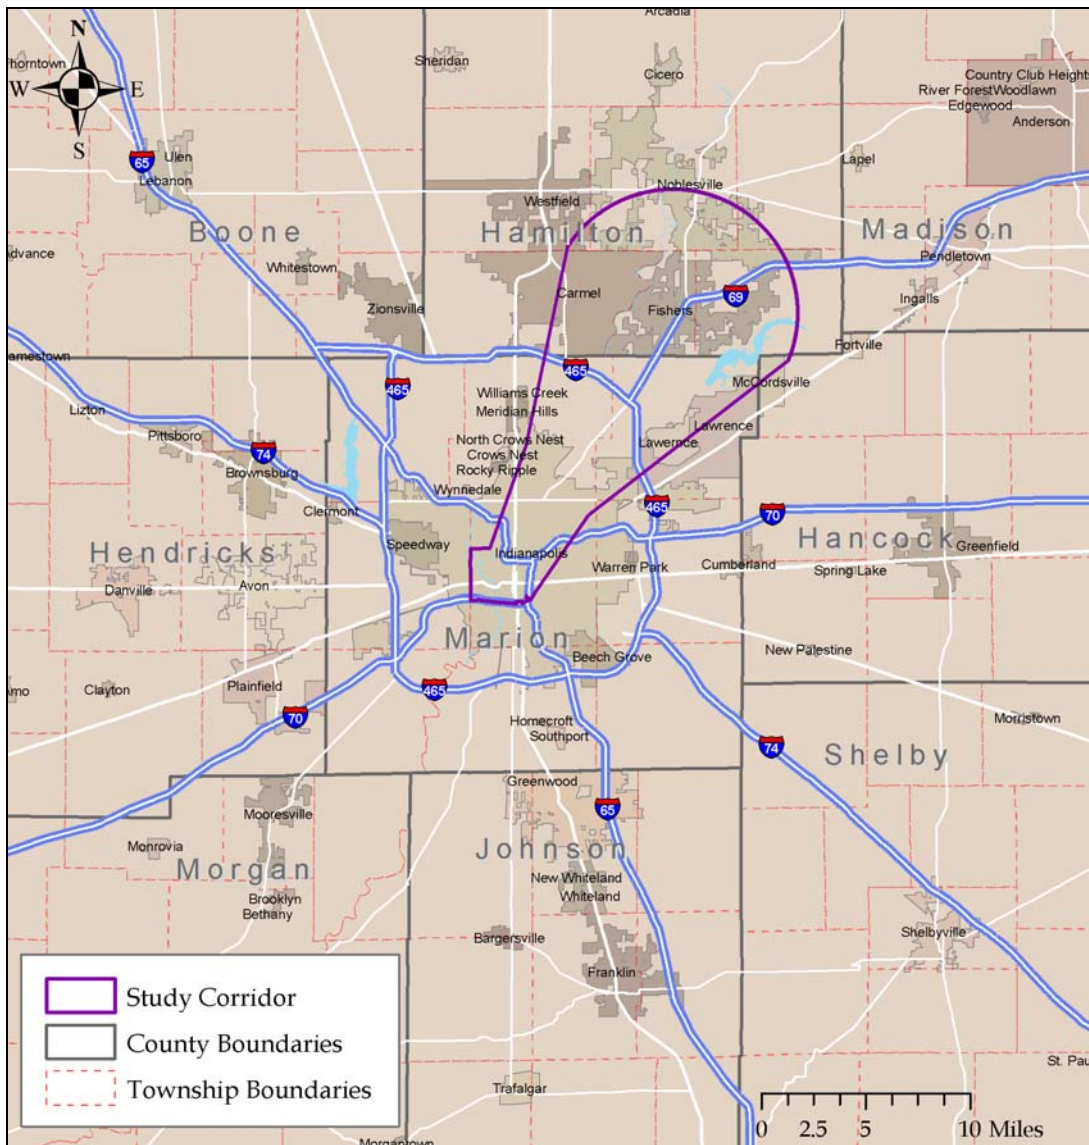 Arcadia
N
W
E
S
Thorntown
Sheridan
Cicero
Country Club Heights
River Forest
Woodlawn
Edgewood
Anderson
65
Ulen
Lebanon
Lapel
Noblesville
Westfield
Boone
Hamilton
Madison
Advance
Whitestown
Pendletown
Zionsville
Carmel
Fishers
69
Ingalls
Jamestown
465
465
Fortville
McCordsville
Williams Creek
Meridian Hills
Lizton
Pittsboro
74
Brownsburg
North Crows Nest
Crows Nest
Rocky Ripple
Lawernce
Lawrence
Wynnedale
Clermont
465
70
Speedway
Indianapolis
Hendricks
Hancock
Greenfield
Warren Park
Cumberland
Spring Lake
Danville
Avon
Marion
Beech Grove
New Palestine
Clayton
Plainfield
465
70
Homecroft
Southport
Morristown
74
Shelby
Greenwood
65
Mooresville
Monrovia
Morgan
Johnson
New Whiteland
Whiteland
Brooklyn
Bethany
Bargersville
Shelbyville
Franklin
Study Corridor
County Boundaries
Township Boundaries
Trafalgar
Morgantown
St. Pau
0 2.5 5 10 Miles